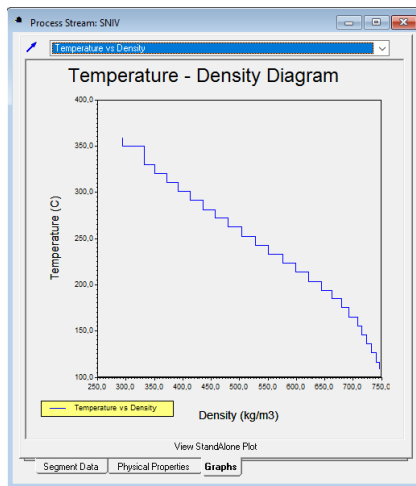 Process Stream: SNIV
Temperature vs Density
Temperature - Density Diagram
400,0
350,0
300,0
250,0
200,0
150,0
100,0
Temperature (C)
250,0 300,0 350,0 400,0 450,0 500,0 550,0 600,0 650,0 700,0 750,0
Temperature vs Density
Density (kg/m3)
View StandAlone Plot
Segment Data Physical Properties Graphs